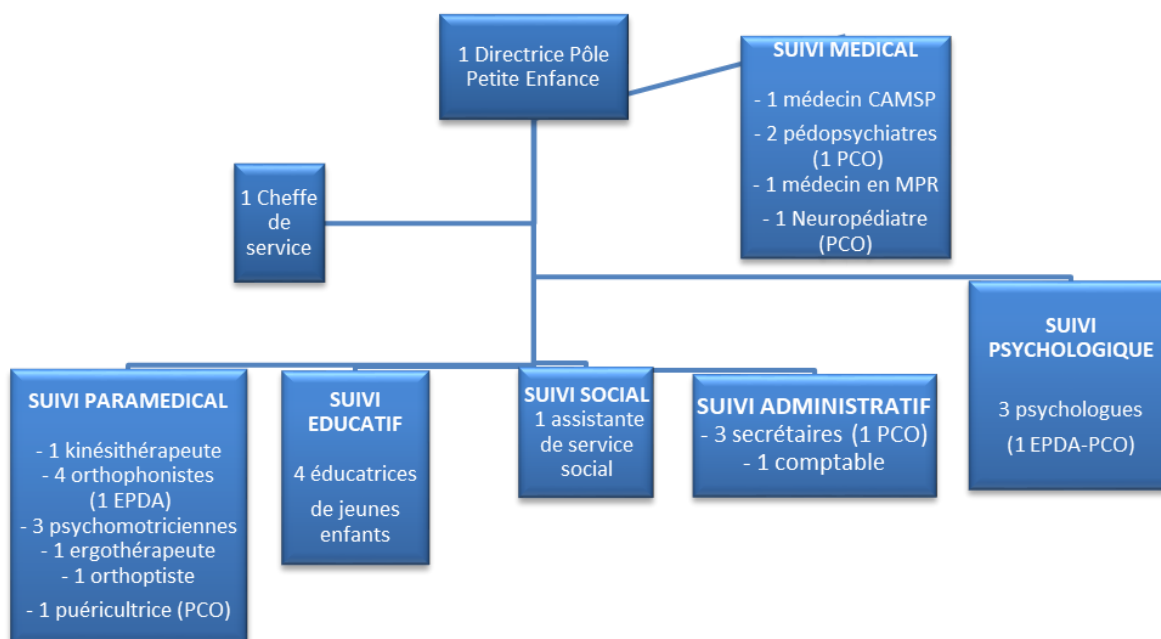 1 Directrice Pôle
Petite Enfance
SUIVI MEDICAL
- 1 médecin CAMSP
- 2 pédopsychiatres
(1 PCO)
- 1 médecin en MPR
- 1 Neuropédiatre
(PCO)
1 Cheffe
de
service
SUIVI
PSYCHOLOGIQUE
3 psychologues
(1 EPDA-PCO)
SUIVI PARAMEDICAL
- 1 kinésithérapeute
- 4 orthophonistes
(1 EPDA)
- 3 psychomotriciennes
- 1 ergothérapeute
- 1 orthoptiste
- 1 puéricultrice (PCO)
SUIVI
EDUCATIF
4 éducatrices
de jeunes
enfants
SUIVI SOCIAL
1 assistante
de service
social
SUIVI ADMINISTRATIF
- 3 secrétaires (1 PCO)
- 1 comptable